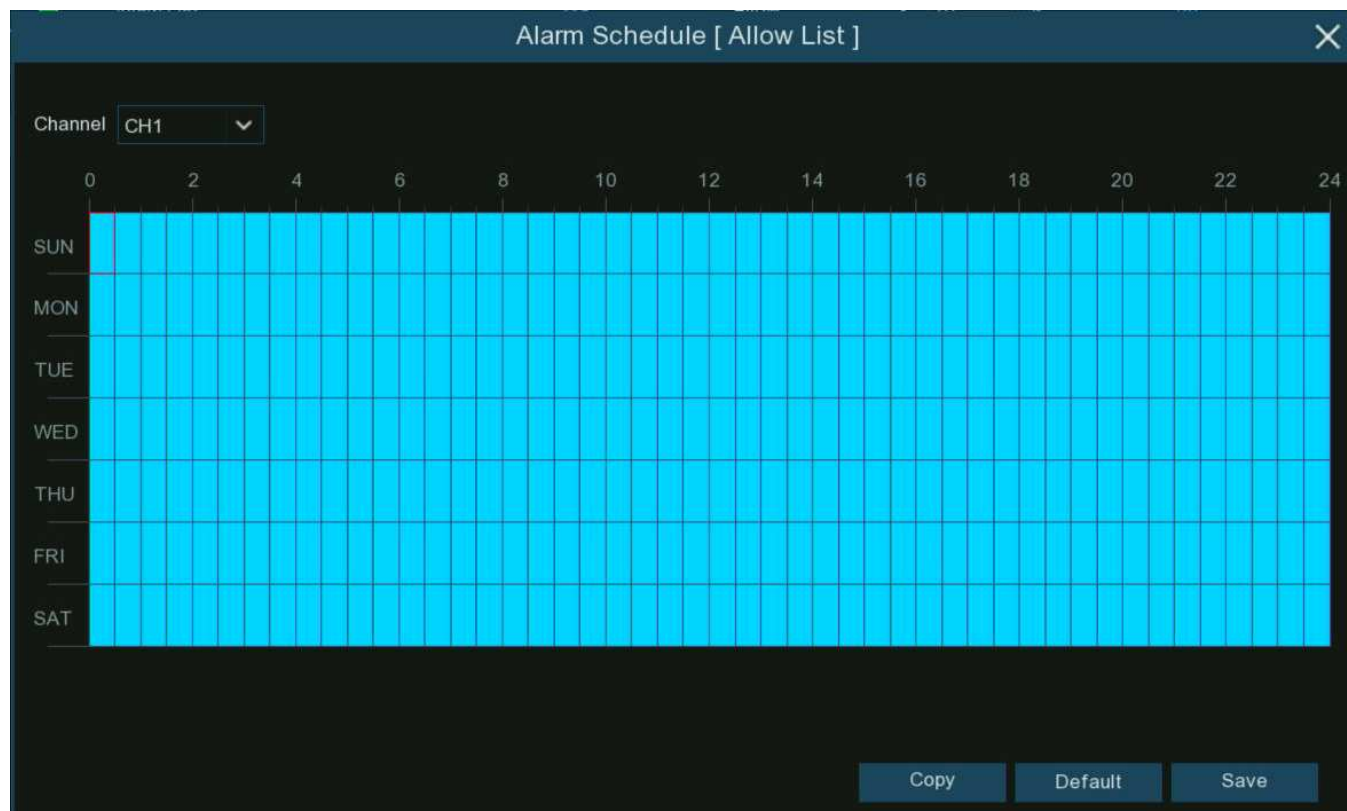 Alarm Schedule [ Allow List ]
Channel CH1
0 2 4 6 8 10 12 14 16 18 20 22 24
SUN
MON
TUE
WED
THU
FRI
SAT
Copy Default Save